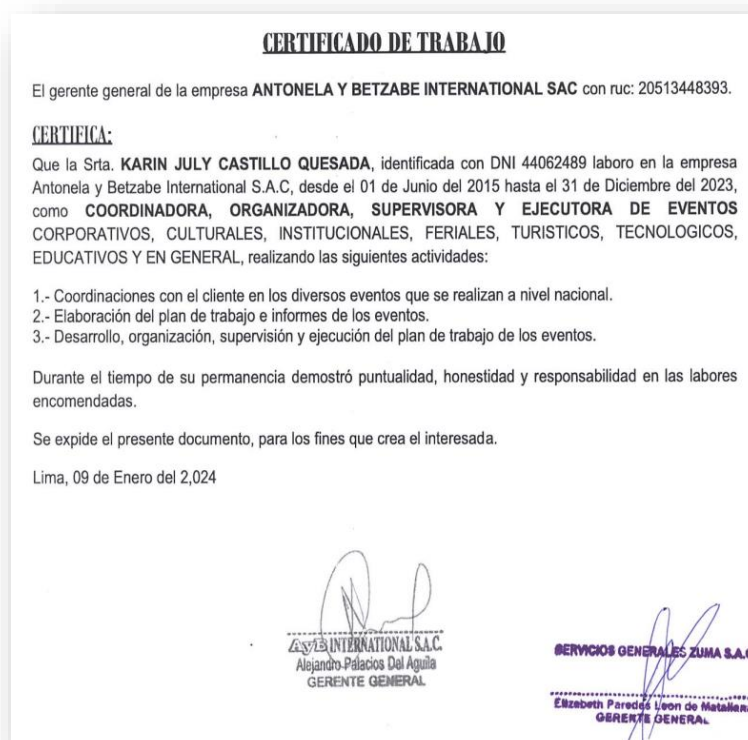 CERTIFICADO DE TRABAJO
El gerente general de la empresa ANTONELA Y BETZABE INTERNATIONAL SAC con ruc: 20513448393.
CERTIFICA:
Que la Srta. KARIN JULY CASTILLO QUESADA, identificada con DNI 44062489 laboro en la empresa
Antonela y Betzabe International S.A.C, desde el 01 de Junio del 2015 hasta el 31 de Diciembre del 2023,
como COORDINADORA, ORGANIZADORA, SUPERVISORA Y EJECUTORA DE EVENTOS
CORPORATIVOS, CULTURALES, INSTITUCIONALES, FERIALES, TURISTICOS, TECNOLOGICOS,
EDUCATIVOS Y EN GENERAL, realizando las siguientes actividades:
1.- Coordinaciones con el cliente en los diversos eventos que se realizan a nivel nacional.
2.- Elaboración del plan de trabajo e informes de los eventos.
3.- Desarrollo, organización, supervisión y ejecución del plan de trabajo de los eventos.
Durante el tiempo de su permanencia demostró puntualidad, honestidad y responsabilidad en las labores
encomendadas.
Se expide el presente documento, para los fines que crea el interesada.
Lima, 09 de Enero del 2,024
AyB INTERNATIONAL S.A.C.
Alejandro Palacios Del Aguila
GERENTE GENERAL
SERVICIOS GENERALES ZUMA S.A.C
Elizabeth Paredes Leon de Matallan
GERENTE GENERAL